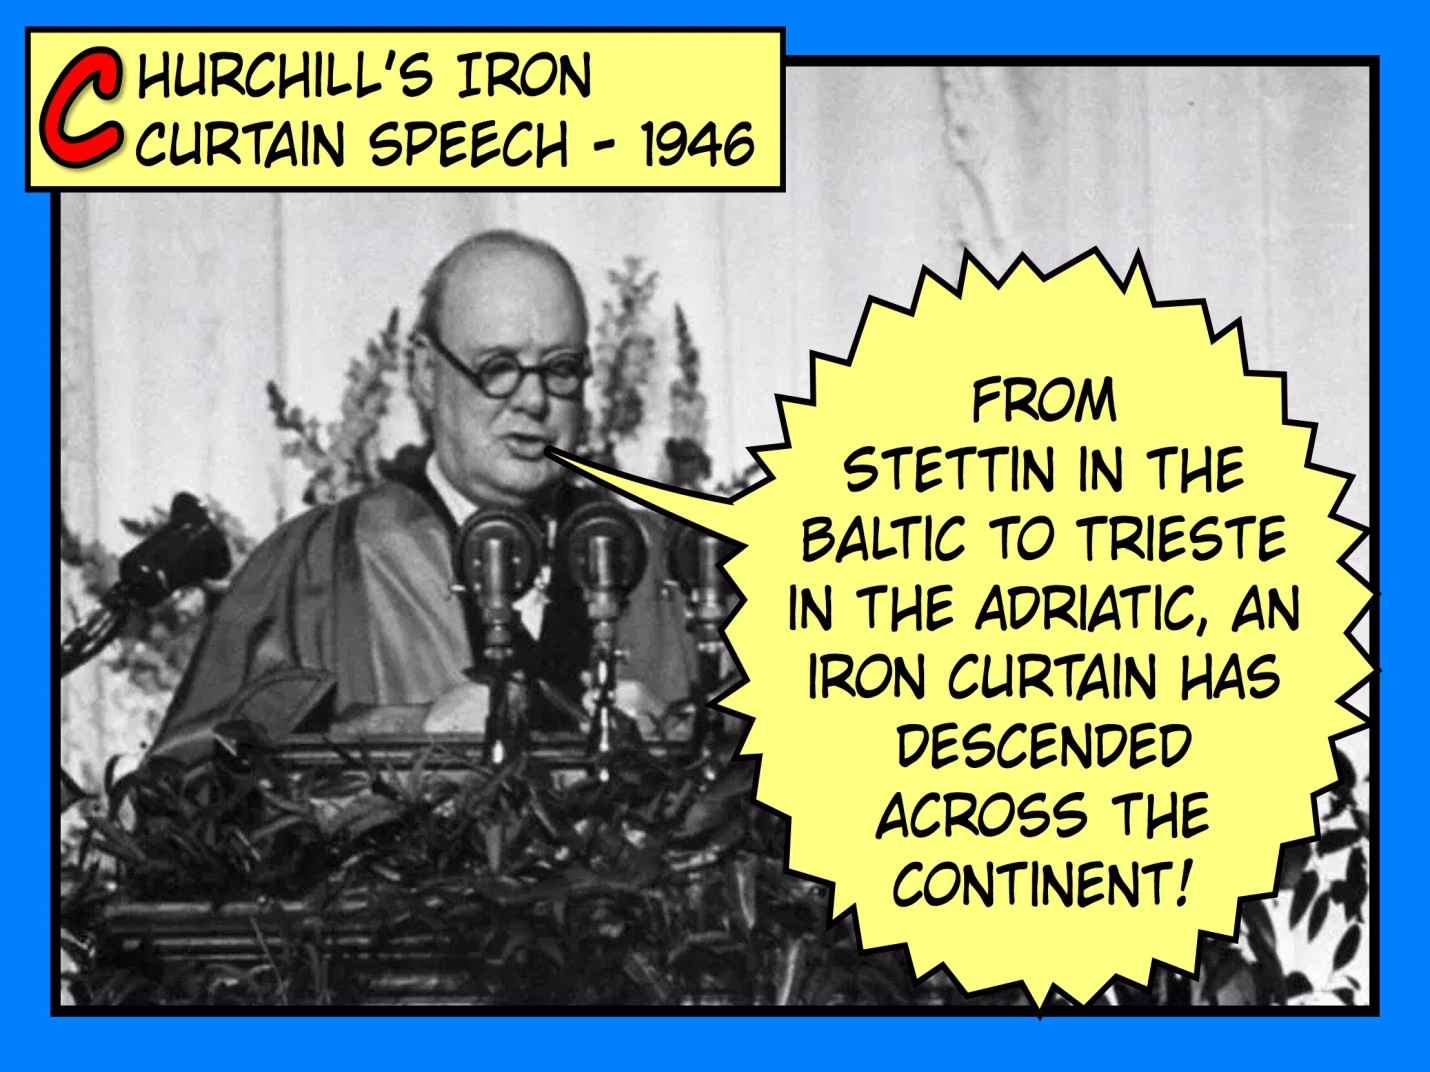 CHURCHILL'S IRON
CURTAIN SPEECH - 1946
FROM
STETTIN IN THE
BALTIC TO TRIESTE
IN THE ADRIATIC, AN
IRON CURTAIN HAS
DESCENDED
ACROSS THE
CONTINENT!